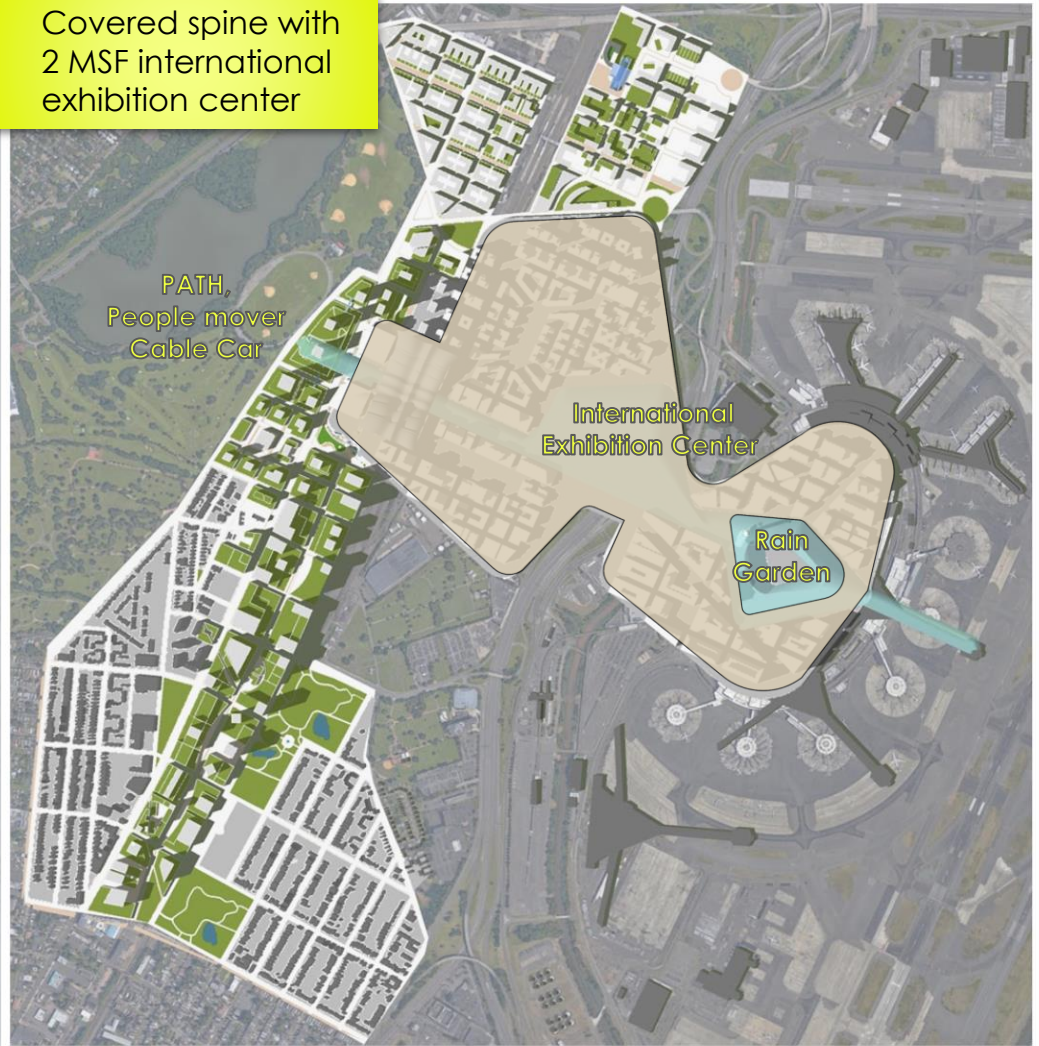 Covered spine with
2 MSF international
exhibition center
PATH,
People mover
Cable Car
International
Exhibition Center
Rain
Garden